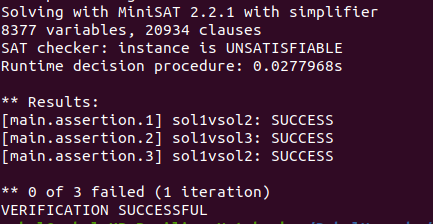 Solving with MiniSAT 2.2.1 with simplifier
8377 variables, 20934 clauses
SAT checker: instance is UNSATISFIABLE
Runtime decision procedure: 0.0277968s

** Results:
[main.assertion.1] sol1vsol2: SUCCESS
[main.assertion.2] sol1vsol3: SUCCESS
[main.assertion.3] sol1vsol2: SUCCESS

** 0 of 3 failed (1 iteration)
VERIFICATION SUCCESSFUL